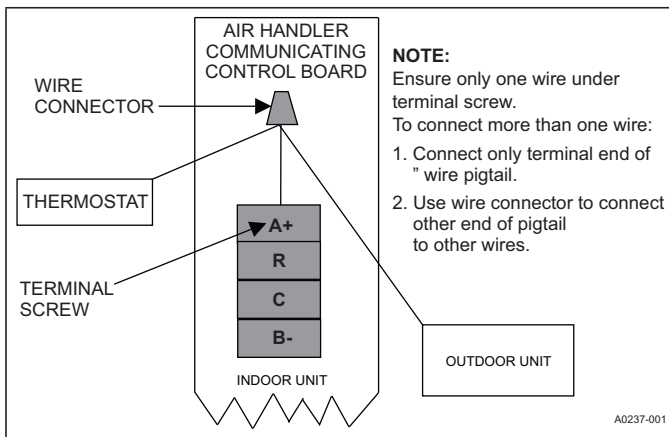 AIR HANDLER
COMMUNICATING
CONTROL BOARD
WIRE
CONNECTOR
THERMOSTAT
TERMINAL
SCREW
A+
R
C
B-
INDOOR UNIT
OUTDOOR UNIT
NOTE:
Ensure only one wire under
terminal screw.
To connect more than one wire:
1. Connect only terminal end of
” wire pigtail.
2. Use wire connector to connect
other end of pigtail
to other wires.
A0237-001